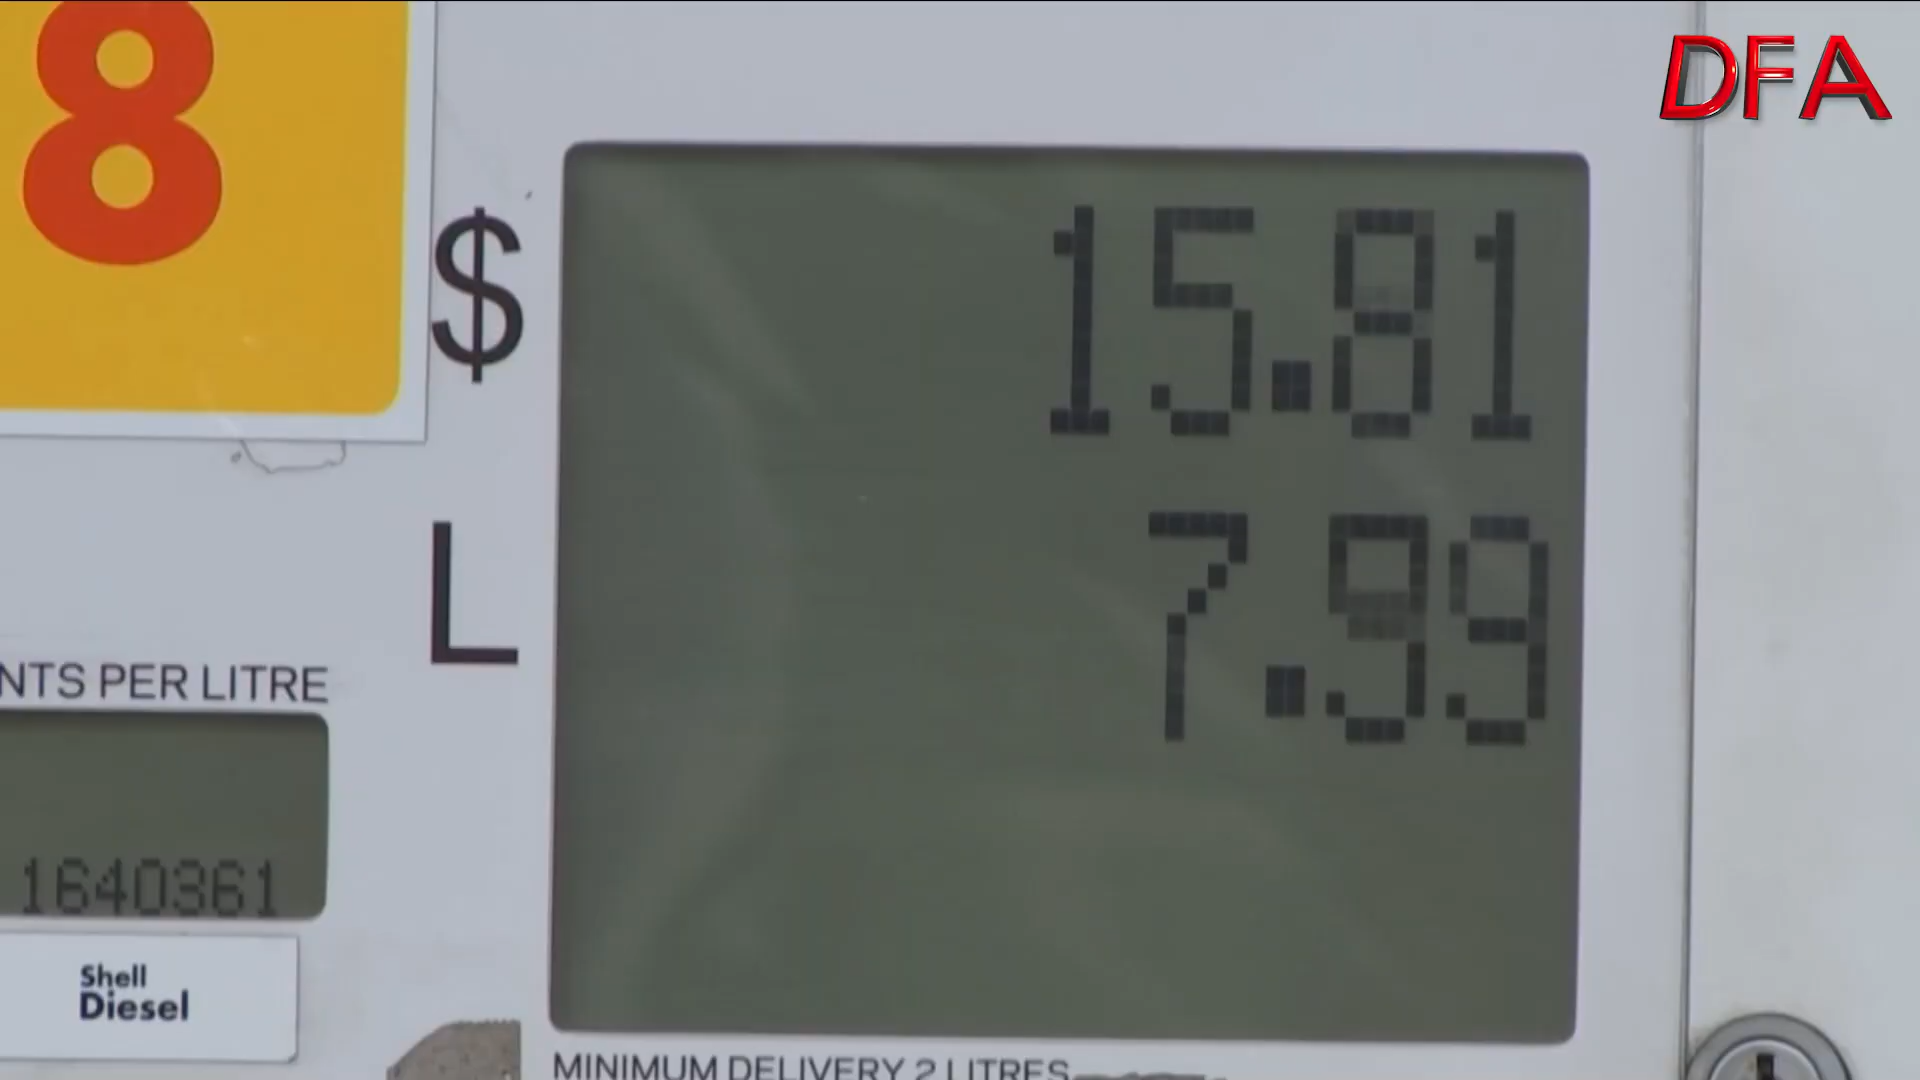 DFA
8
$ 15.81
L 7.99
NTS PER LITRE
1640361
Shell
Diesel
MINIMUM DELIVERY 2 LITRES